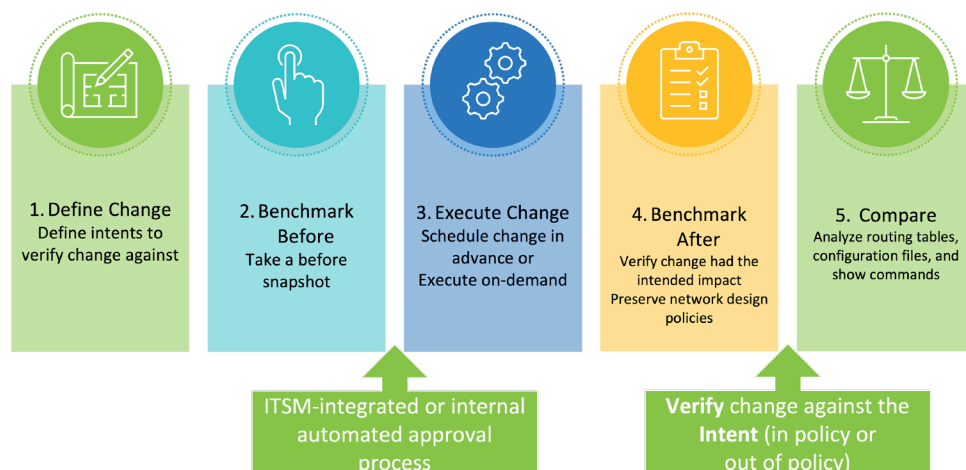 1. Define Change
Define intents to
verify change against
2. Benchmark
Before
Take a before
snapshot
3. Execute Change
Schedule change in
advance or
Execute on-demand
4. Benchmark
After
Verify change had the
intended impact
Preserve network design
policies
5. Compare
Analyze routing tables,
configuration files, and
show commands
ITSM-integrated or internal
automated approval
process
Verify change against the
Intent (in policy or
out of policy)